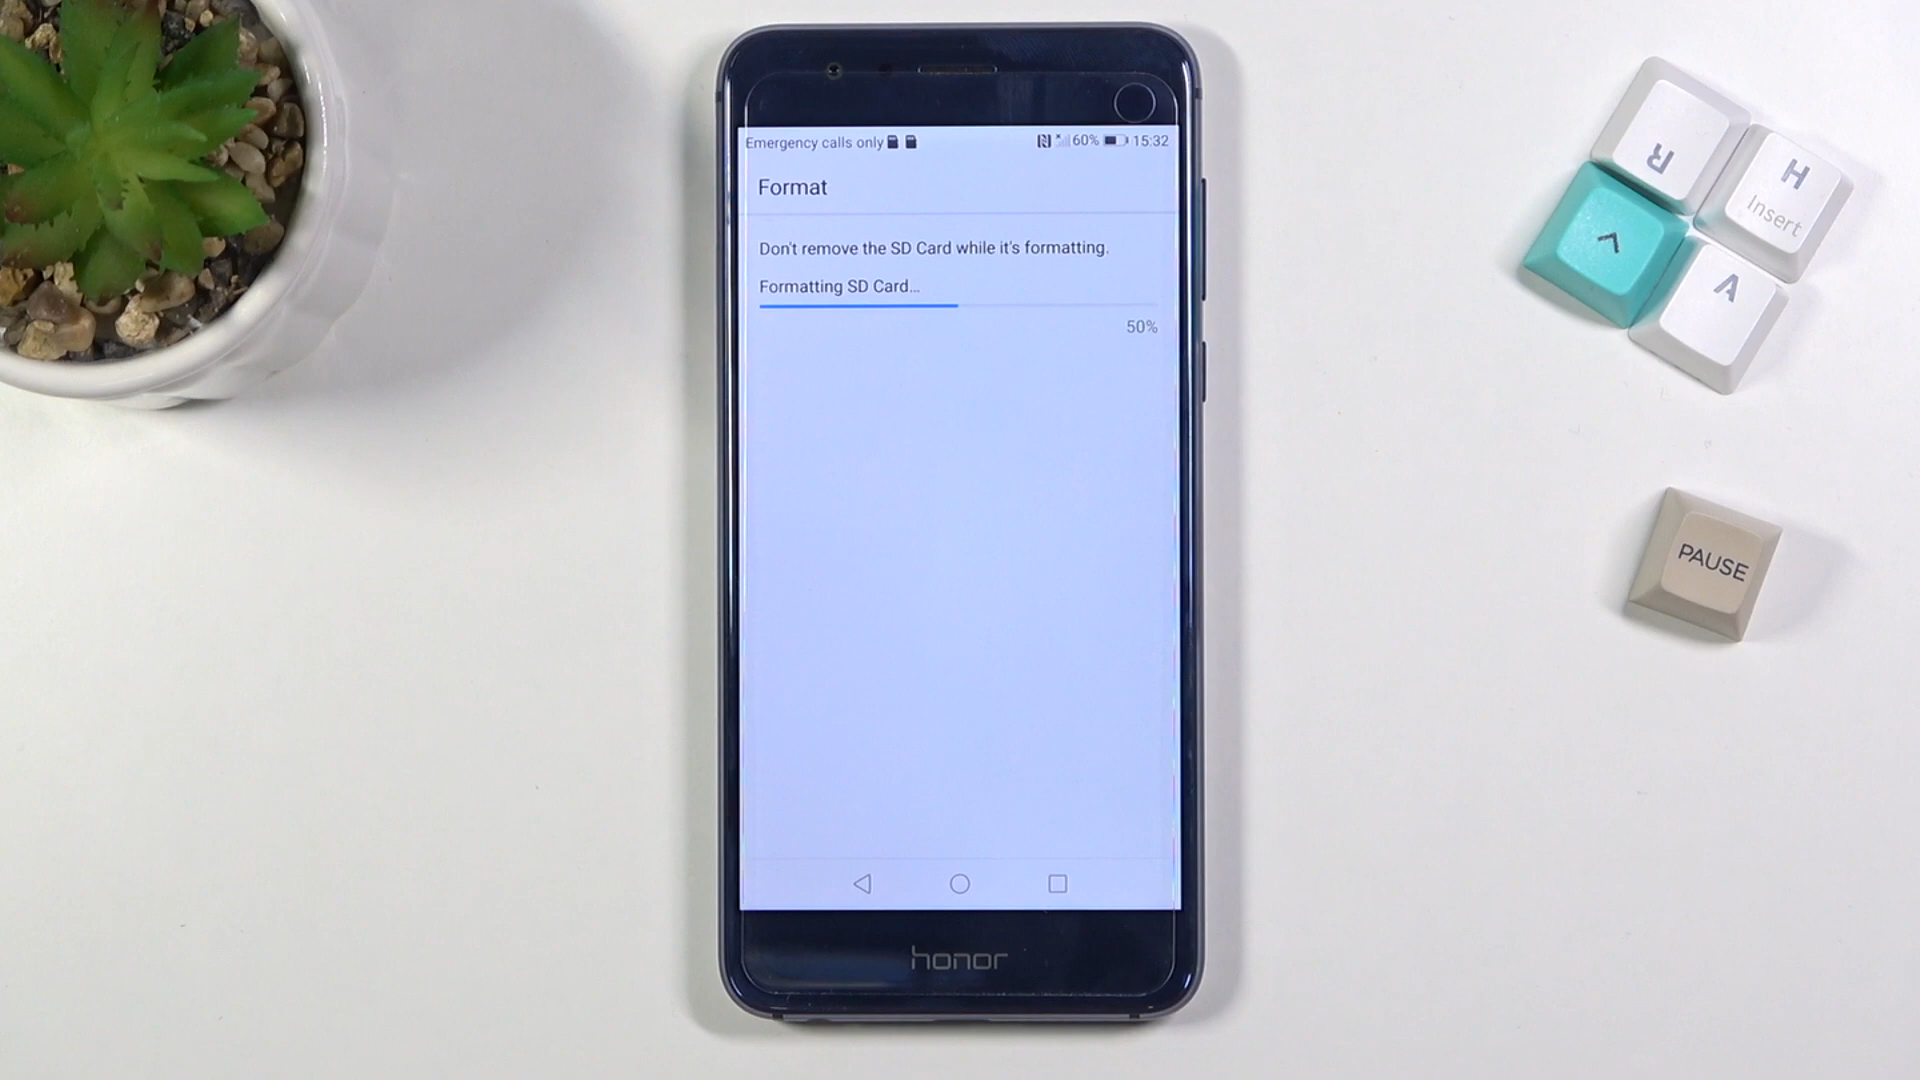 Emergency calls only 60% 15:32
Format
Don't remove the SD Card while it's formatting.
Formatting SD Card...
50%
honor
R
H
Insert
A
PAUSE